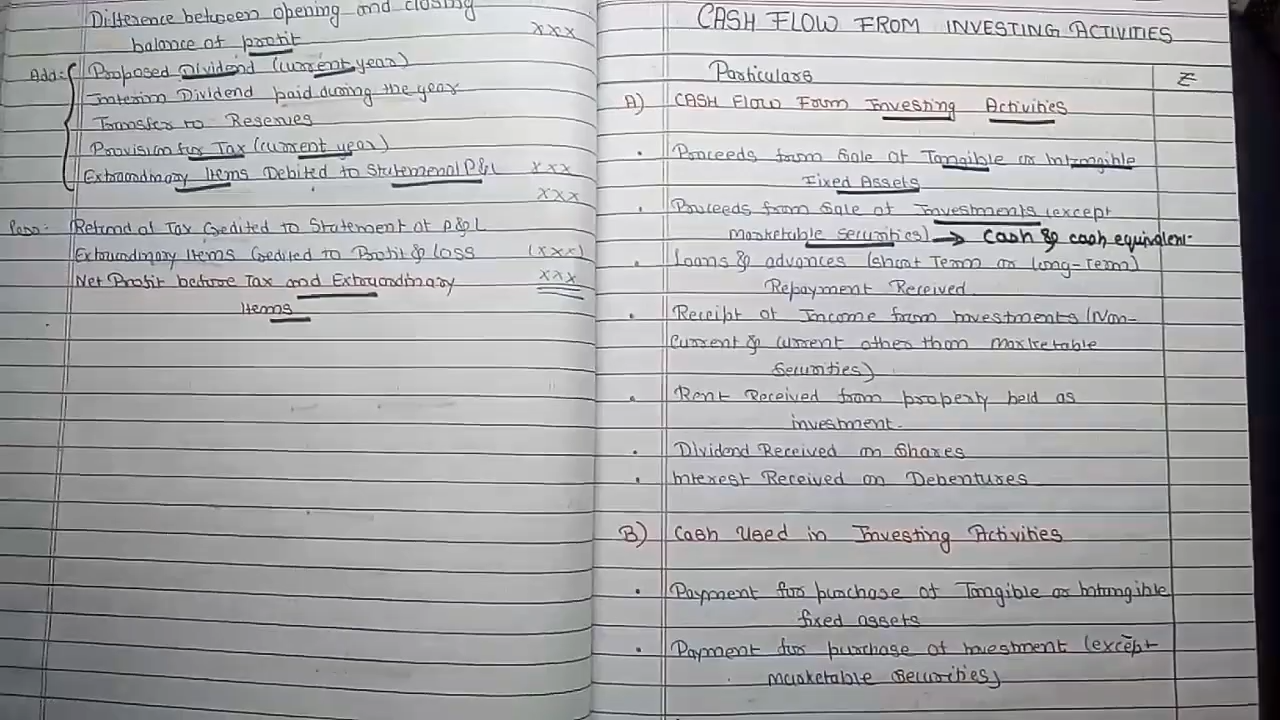 Difference between opening and closing
balance of profit xxx
Add: Proposed Dividend (current year)
Interim Dividend paid during the year
Transfer to Reserves
Provision for Tax (current year)
Extraordinary Items Debited to Statement of P&L xxx
xxx
Less: Refund of Tax Credited to Statement of P&L
Extraordinary Items Credited to Profit & Loss (xxx)
Net Profit before Tax and Extraordinary xxx
Items
CASH FLOW FROM INVESTING ACTIVITIES
Particulars ₹
A) CASH Flow From Investing Activities
• Proceeds from Sale of Tangible or Intangible
Fixed Assets
• Proceeds from Sale of Investments (except
marketable securities) → Cash & cash equivalent
• Loans & advances (short Term or long-Term)
Repayment Received
• Receipt of Income from Investments (Non-
Current & Current other than marketable
Securities)
• Rent Received from property held as
investment.
• Dividend Received on Shares
• Interest Received on Debentures
B) Cash Used in Investing Activities
• Payment for purchase of Tangible or Intangible
fixed assets
• Payment for purchase of Investment (except
marketable securities)